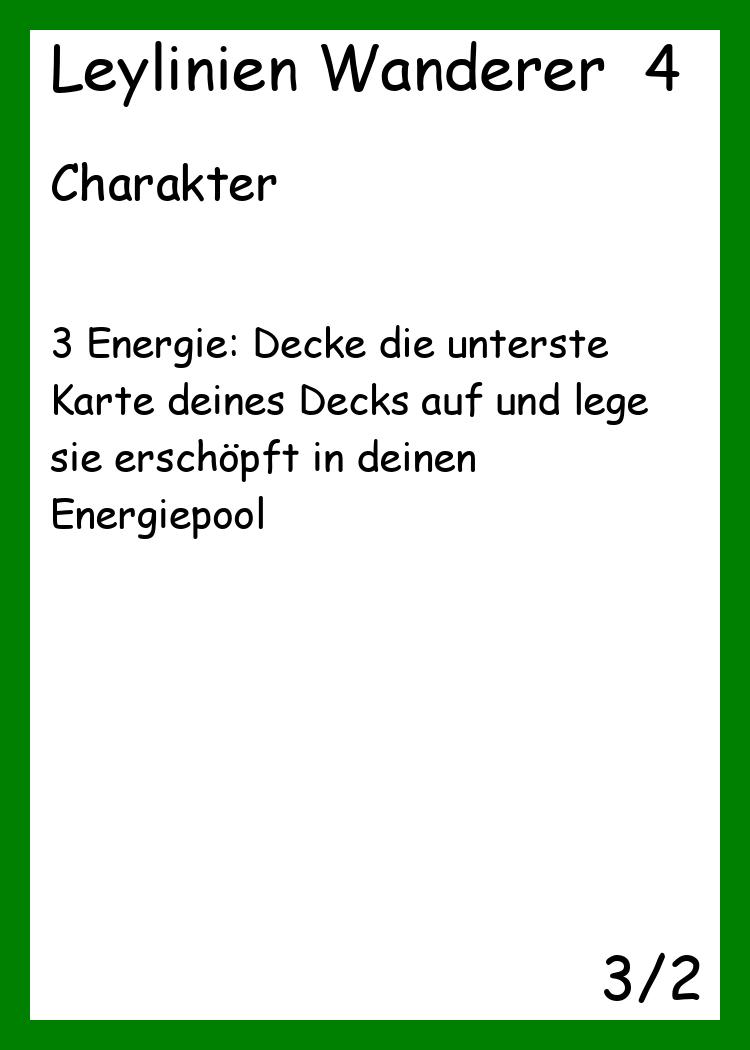 Leylinien Wanderer 4
Charakter
3 Energie: Decke die unterste
Karte deines Decks auf und lege
sie erschöpft in deinen
Energiepool
3/2